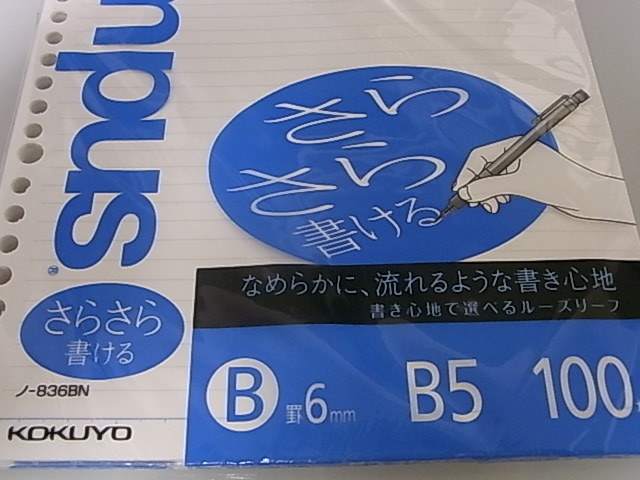 mpus
さら
さら
書ける
なめらかに、流れるような書き心地
書き心地で選べるルーズリーフ
さらさら
書ける
ノ-836BN
B 罫6mm B5 100
KOKUYO